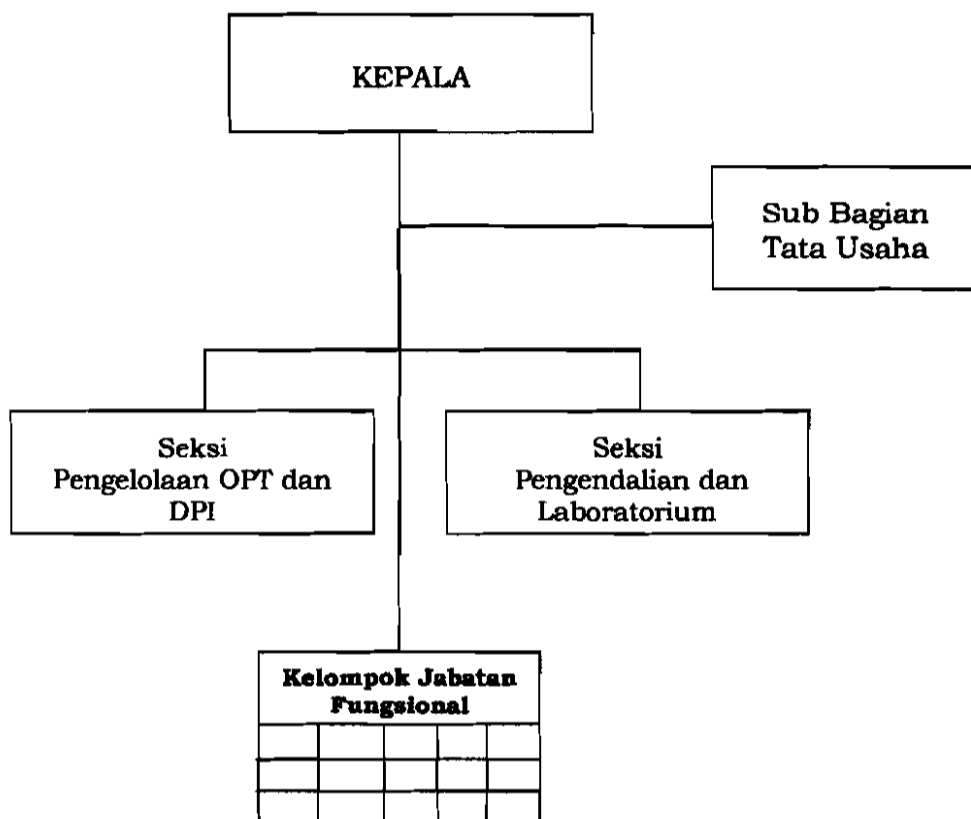 KEPALA
Sub Bagian
Tata Usaha
Seksi
Pengelolaan OPT dan
DPI
Seksi
Pengendalian dan
Laboratorium
Kelompok Jabatan
Fungsional